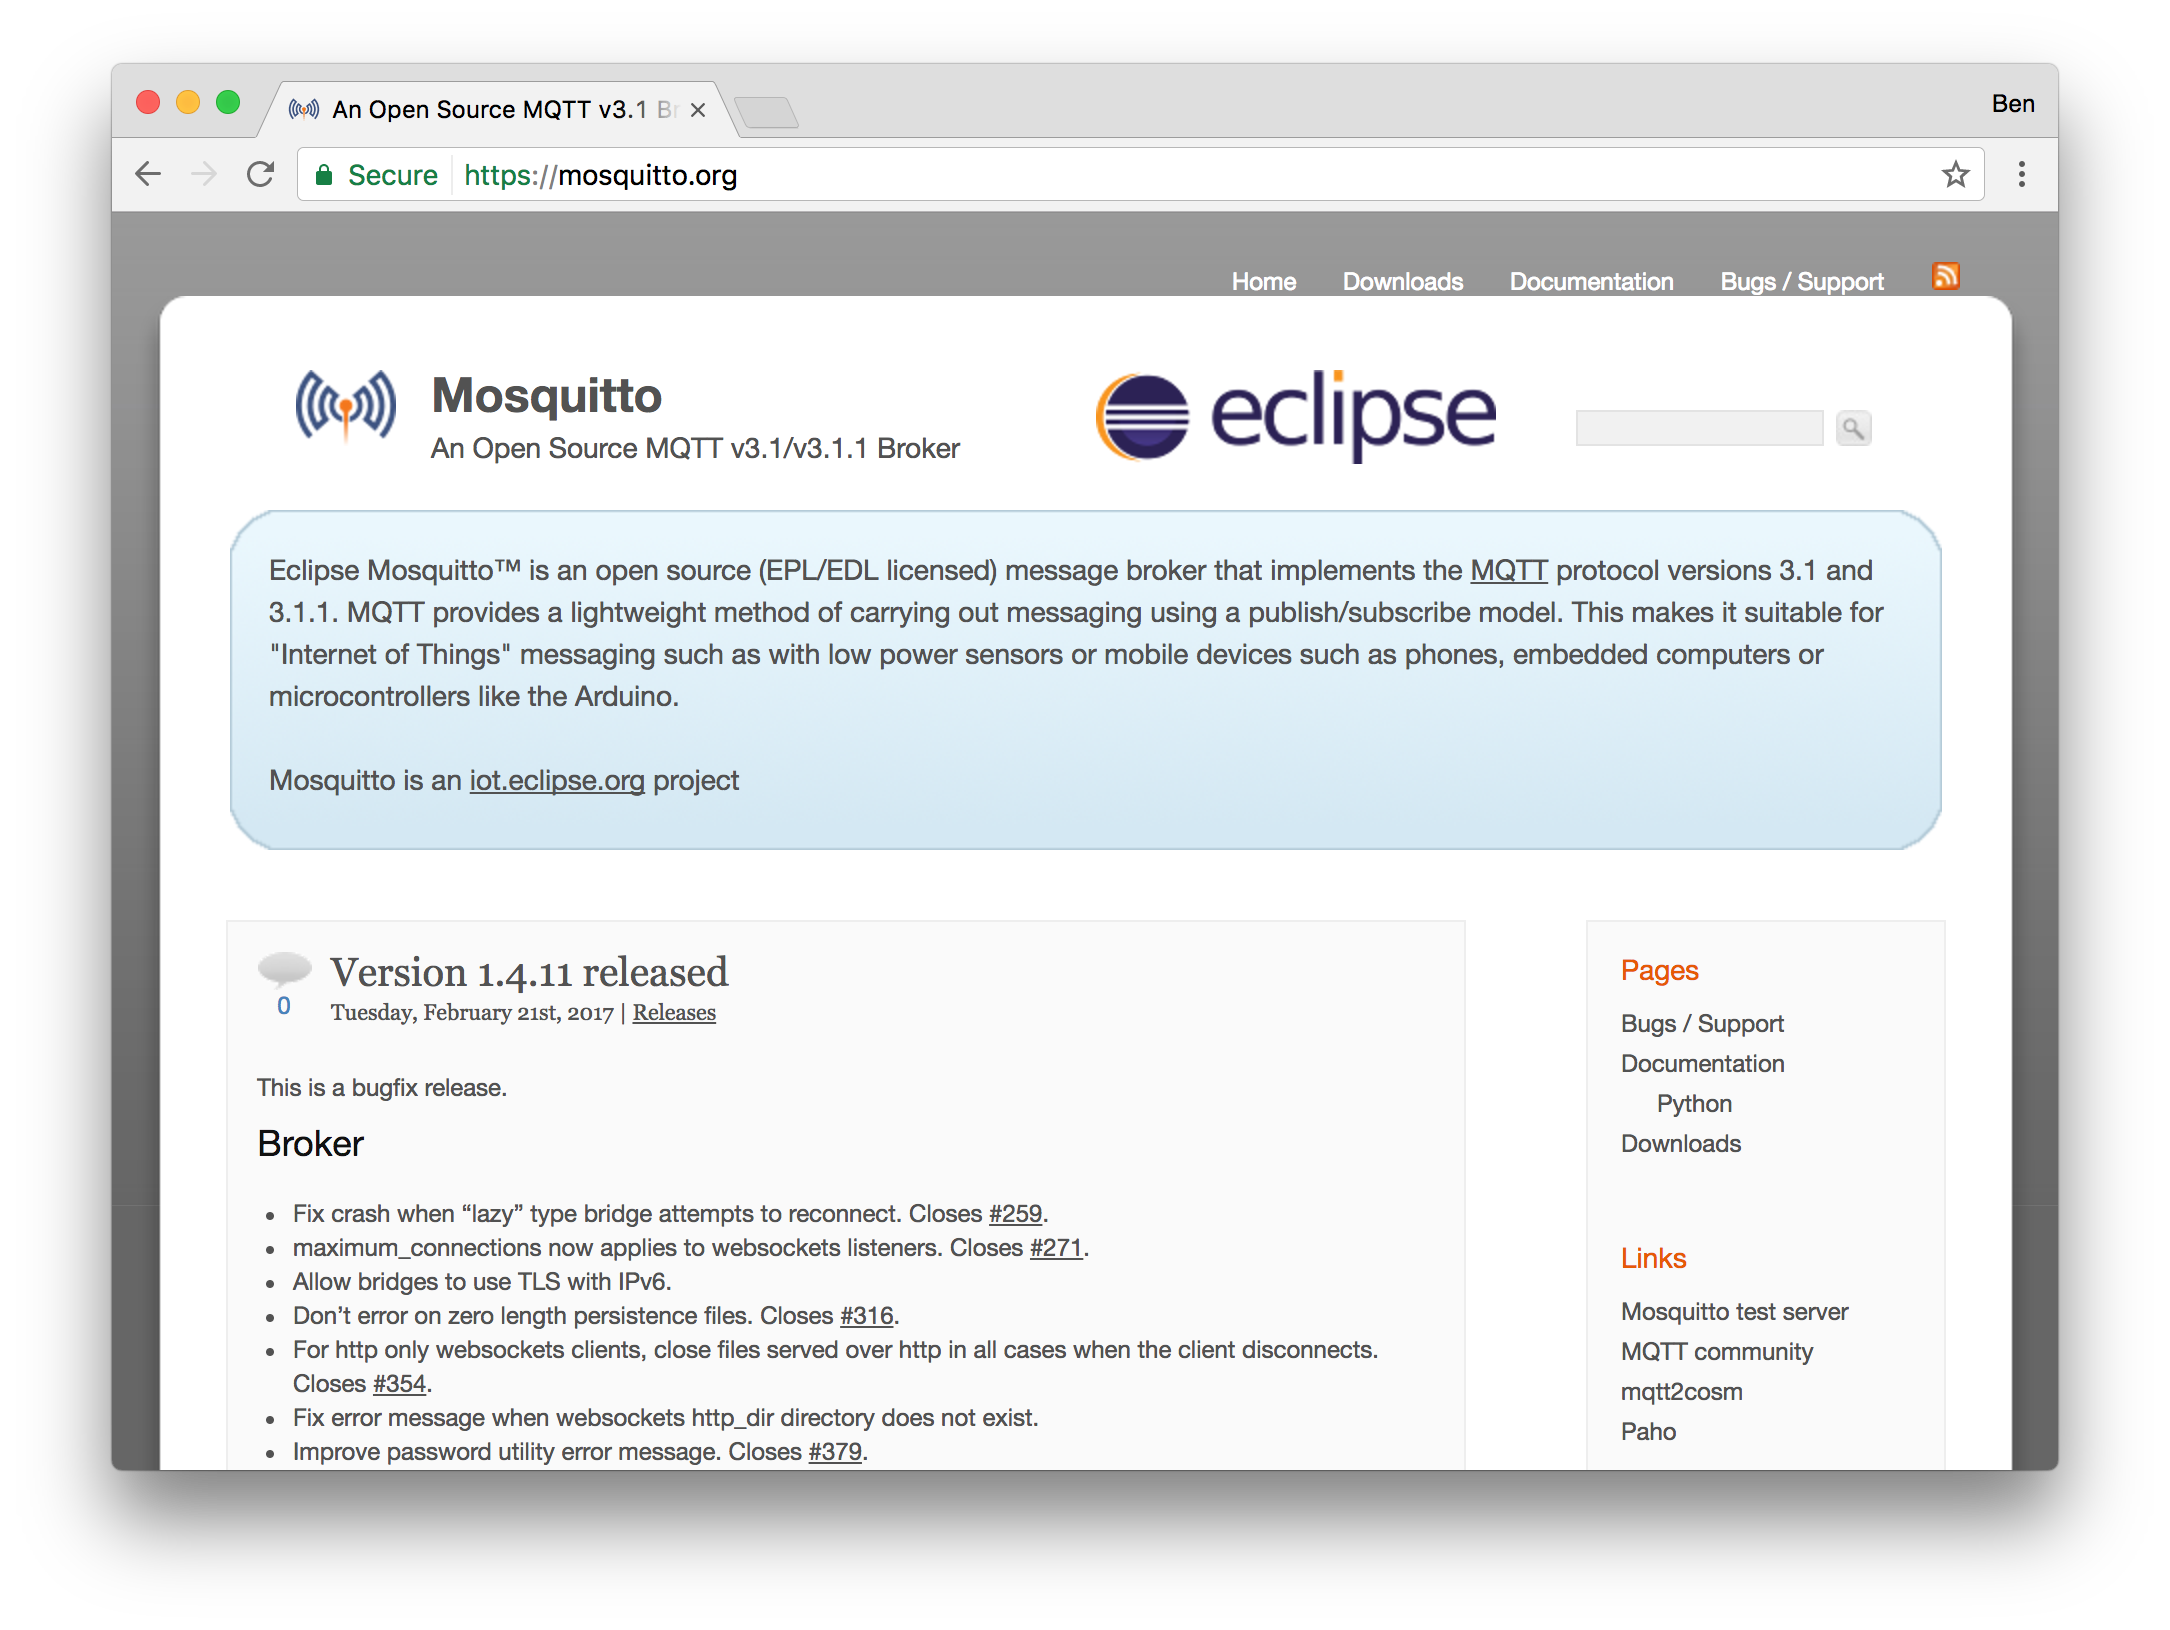 An Open Source MQTT v3.1 Br
Ben
Secure
https://mosquitto.org
Home
Downloads
Documentation
Bugs / Support
Mosquitto
An Open Source MQTT v3.1/v3.1.1 Broker
eclipse
Eclipse Mosquitto™ is an open source (EPL/EDL licensed) message broker that implements the MQTT protocol versions 3.1 and
3.1.1. MQTT provides a lightweight method of carrying out messaging using a publish/subscribe model. This makes it suitable for
"Internet of Things" messaging such as with low power sensors or mobile devices such as phones, embedded computers or
microcontrollers like the Arduino.
Mosquitto is an iot.eclipse.org project
Version 1.4.11 released
0
Tuesday, February 21st, 2017 | Releases
This is a bugfix release.
Broker
• Fix crash when “lazy” type bridge attempts to reconnect. Closes #259.
• maximum_connections now applies to websockets listeners. Closes #271.
• Allow bridges to use TLS with IPv6.
• Don’t error on zero length persistence files. Closes #316.
• For http only websockets clients, close files served over http in all cases when the client disconnects.
Closes #354.
• Fix error message when websockets http_dir directory does not exist.
• Improve password utility error message. Closes #379.
Pages
Bugs / Support
Documentation
Python
Downloads
Links
Mosquitto test server
MQTT community
mqtt2cosm
Paho